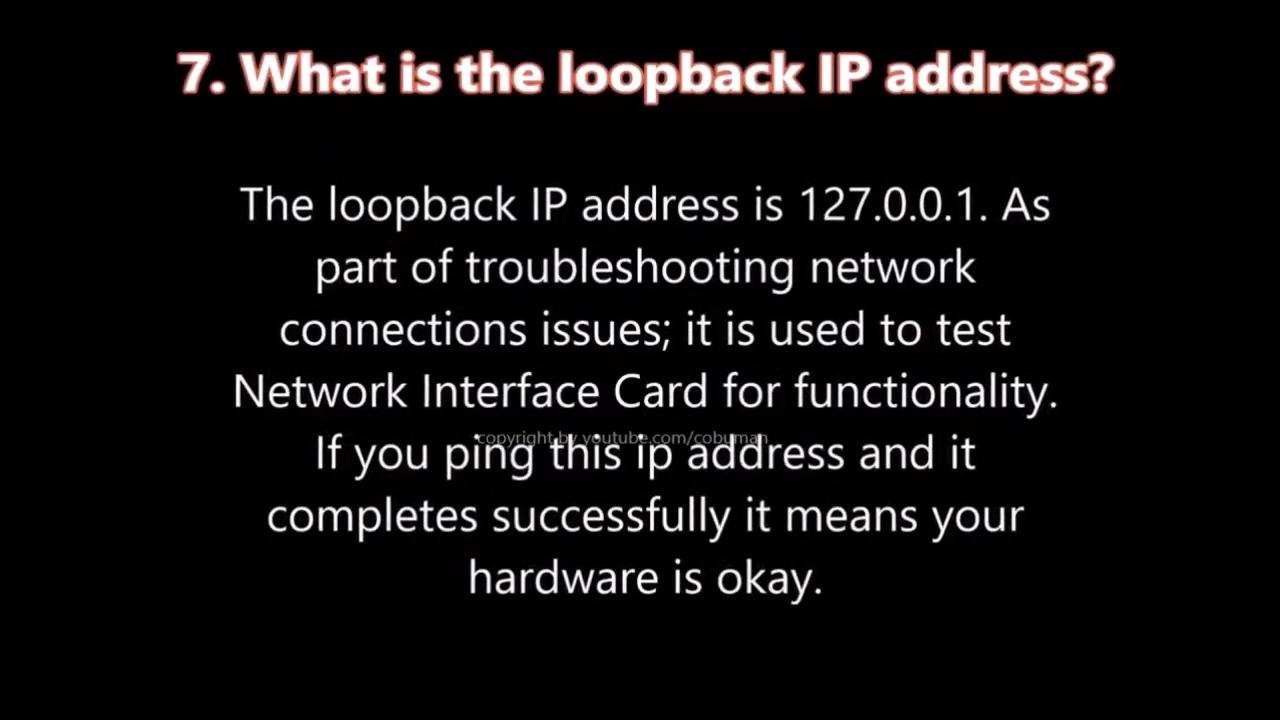 7. What is the loopback IP address?
The loopback IP address is 127.0.0.1. As
part of troubleshooting network
connections issues; it is used to test
Network Interface Card for functionality.
copyright by youtube.com/cobuman
If you ping this ip address and it
completes successfully it means your
hardware is okay.